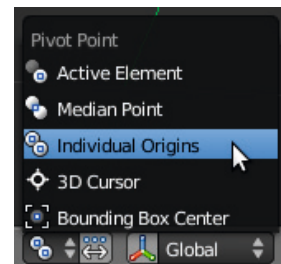 Pivot Point
Active Element
Median Point
Individual Origins
3D Cursor
Bounding Box Center
Global